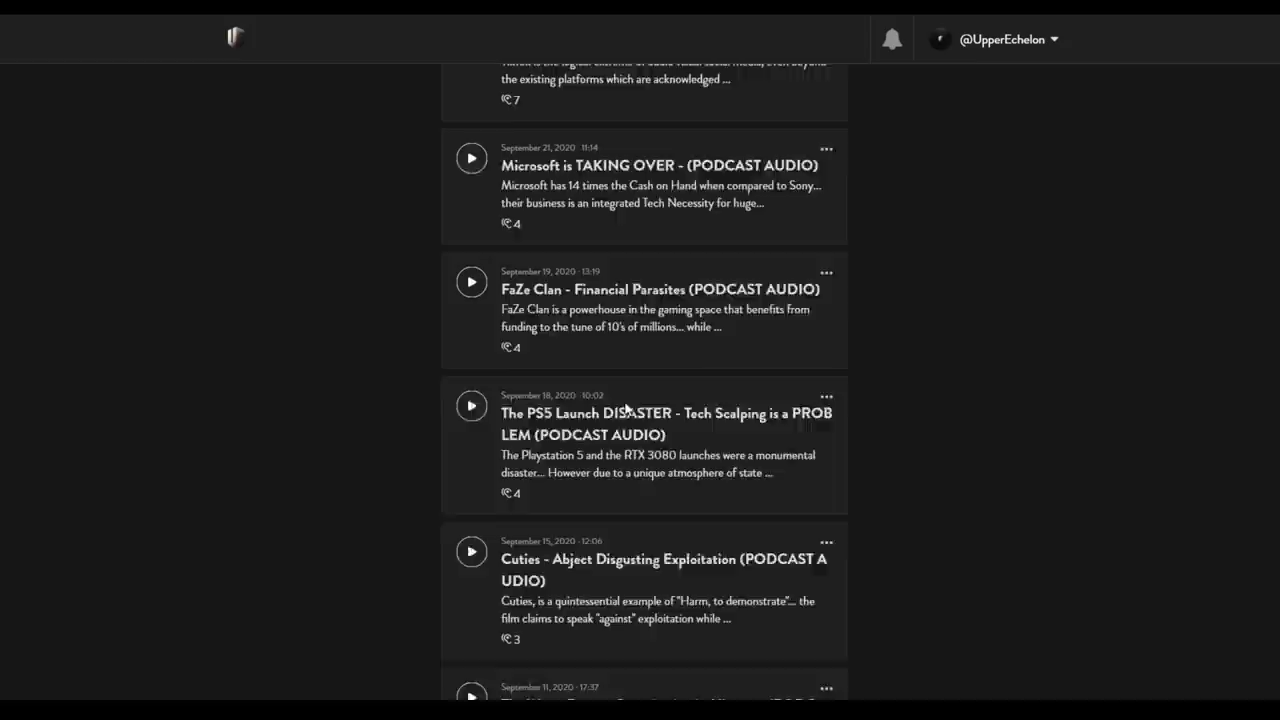 @UpperEchelon
the existing platforms which are acknowledged ...
7
September 21, 2020 · 11:14
Microsoft is TAKING OVER - (PODCAST AUDIO)
Microsoft has 14 times the Cash on Hand when compared to Sony...
their business is an integrated Tech Necessity for huge...
4
September 19, 2020 · 13:19
FaZe Clan - Financial Parasites (PODCAST AUDIO)
FaZe Clan is a powerhouse in the gaming space that benefits from
funding to the tune of 10's of millions... while ...
4
September 18, 2020 · 10:02
The PS5 Launch DISASTER - Tech Scalping is a PROB
LEM (PODCAST AUDIO)
The Playstation 5 and the RTX 3080 launches were a monumental
disaster... However due to a unique atmosphere of state ...
4
September 15, 2020 · 12:06
Cuties - Abject Disgusting Exploitation (PODCAST A
UDIO)
Cuties, is a quintessential example of "Harm, to demonstrate"... the
film claims to speak "against" exploitation while ...
3
September 11, 2020 · 17:37